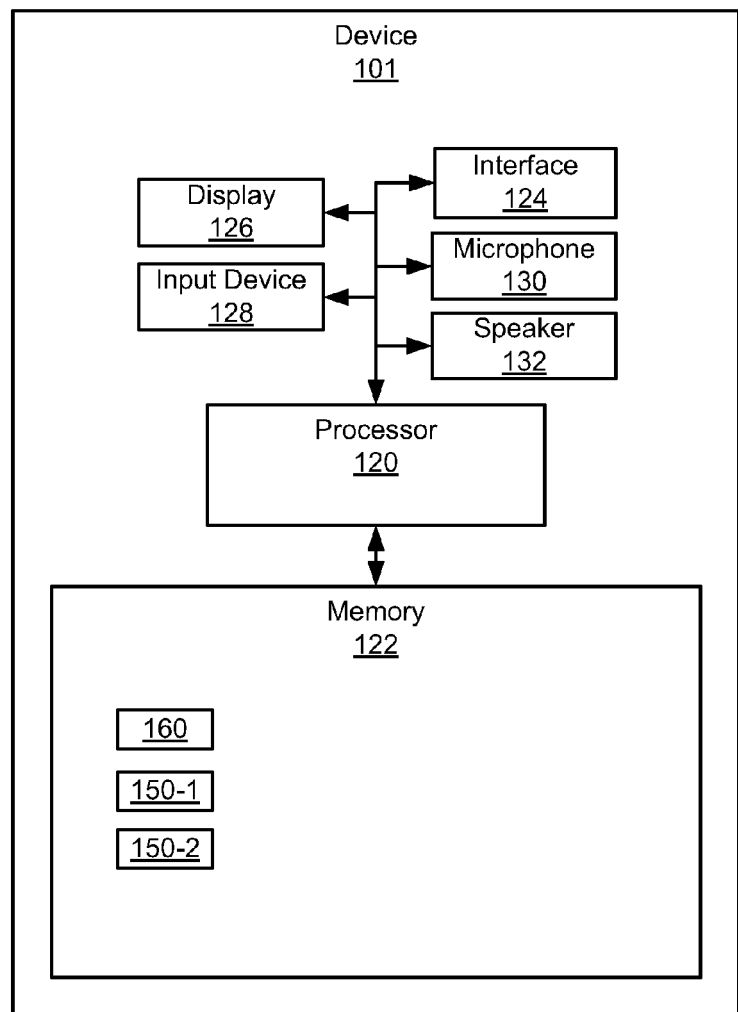 Device
101
Display
126
Interface
124
Input Device
128
Microphone
130
Speaker
132
Processor
120
Memory
122
160
150-1
150-2